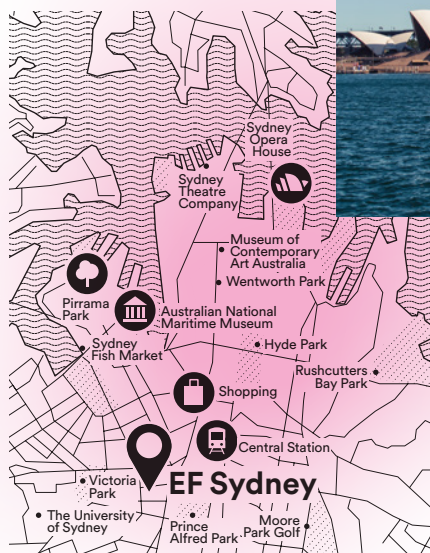 Sydney
Opera
House
Sydney
Theatre
Company
Museum of
Contemporary
Art Australia
Wentworth Park
Pirrama
Park
Australian National
Maritime Museum
Sydney
Fish Market
Hyde Park
Rushcutters
Bay Park
Shopping
Central Station
EF Sydney
Victoria
Park
The University
of Sydney
Prince
Alfred Park
Moore
Park Golf